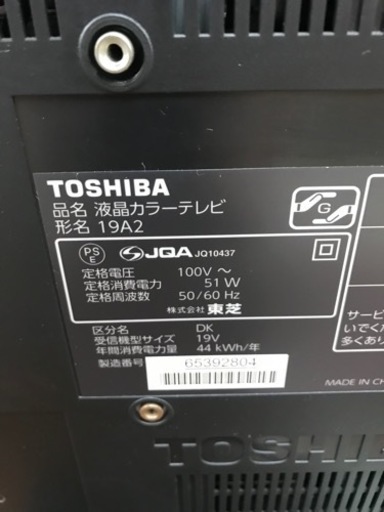 TOSHIBA
品名 液晶カラーテレビ
形名 19A2
G
PS
E
JQA JQ10437
定格電圧 100V ～
定格消費電力 51W
定格周波数 50/60 Hz
株式会社 東芝
区分名 DK
受信機型サイズ 19V
年間消費電力量 44 kWh/年
製造番号 65392804
サービ
いでくだ
多くあり
MADE IN CH
TOSHIB